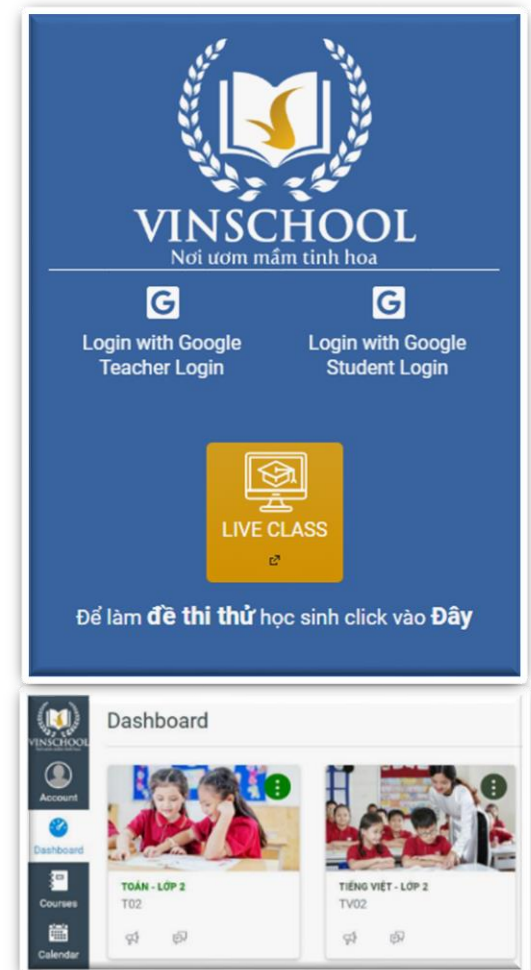 VINSCHOOL
Nơi ươm mầm tinh hoa
G
G
Login with Google
Teacher Login
Login with Google
Student Login
LIVE CLASS
Để làm đề thi thử học sinh click vào Đây
VINSCHOOL
Account
Dashboard
Courses
Calendar
Dashboard
TOÁN - LỚP 2
T02
TIẾNG VIỆT - LỚP 2
TV02